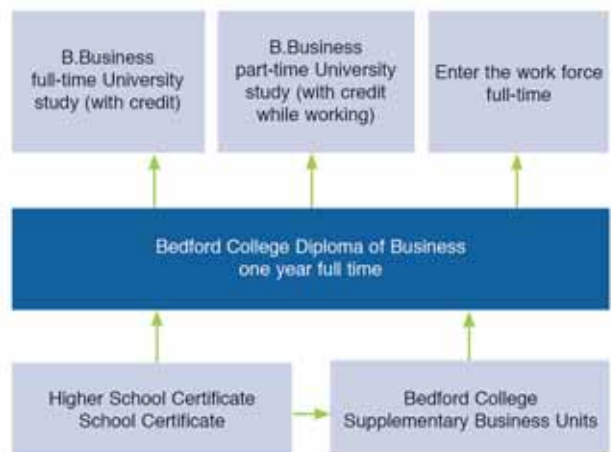 B.Business
full-time University
study (with credit)
B.Business
part-time University
study (with credit
while working)
Enter the work force
full-time
Bedford College Diploma of Business
one year full time
Higher School Certificate
School Certificate
Bedford College
Supplementary Business Units